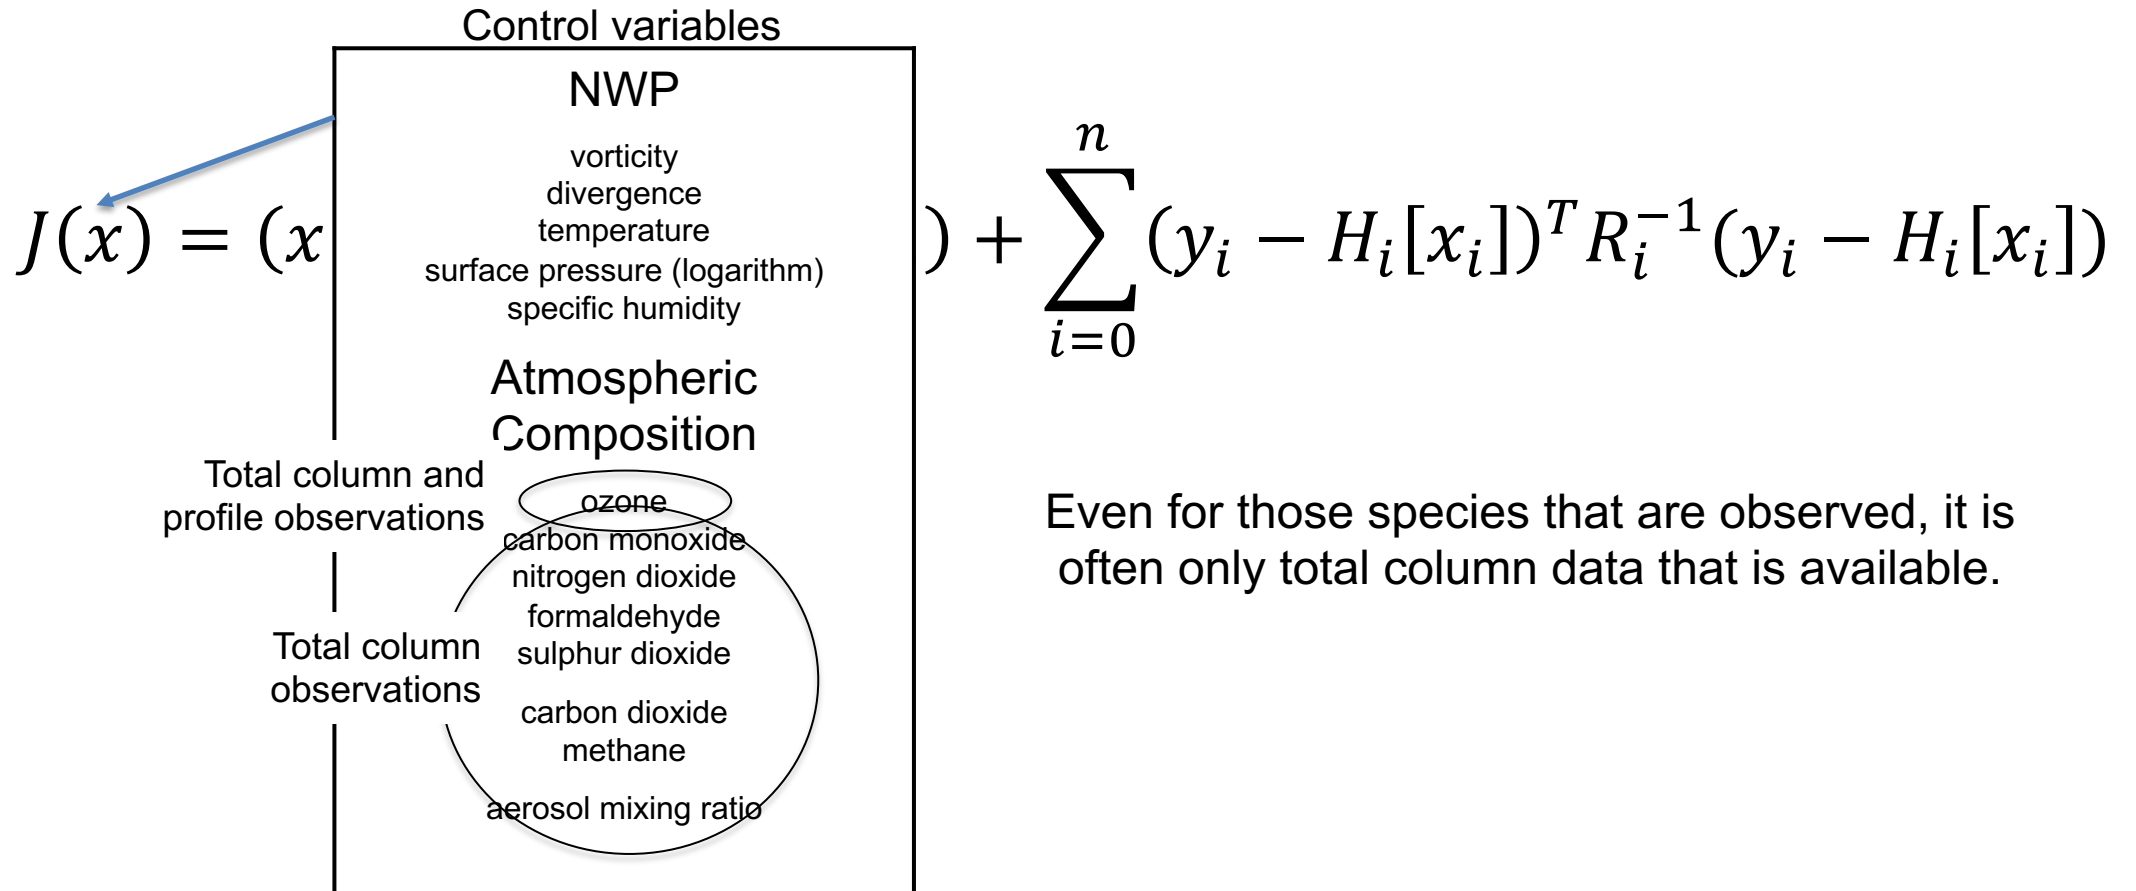 Control variables
NWP
vorticity
divergence
temperature
surface pressure (logarithm)
specific humidity
J(x) = (x
) + \sum_{i=0}^{n} (y_i − H_i[x_i])^T R_i^{−1} (y_i − H_i[x_i])
Atmospheric
Composition
Total column and
profile observations
ozone
carbon monoxide
nitrogen dioxide
formaldehyde
sulphur dioxide
Total column
observations
carbon dioxide
methane
aerosol mixing ratio
Even for those species that are observed, it is
often only total column data that is available.